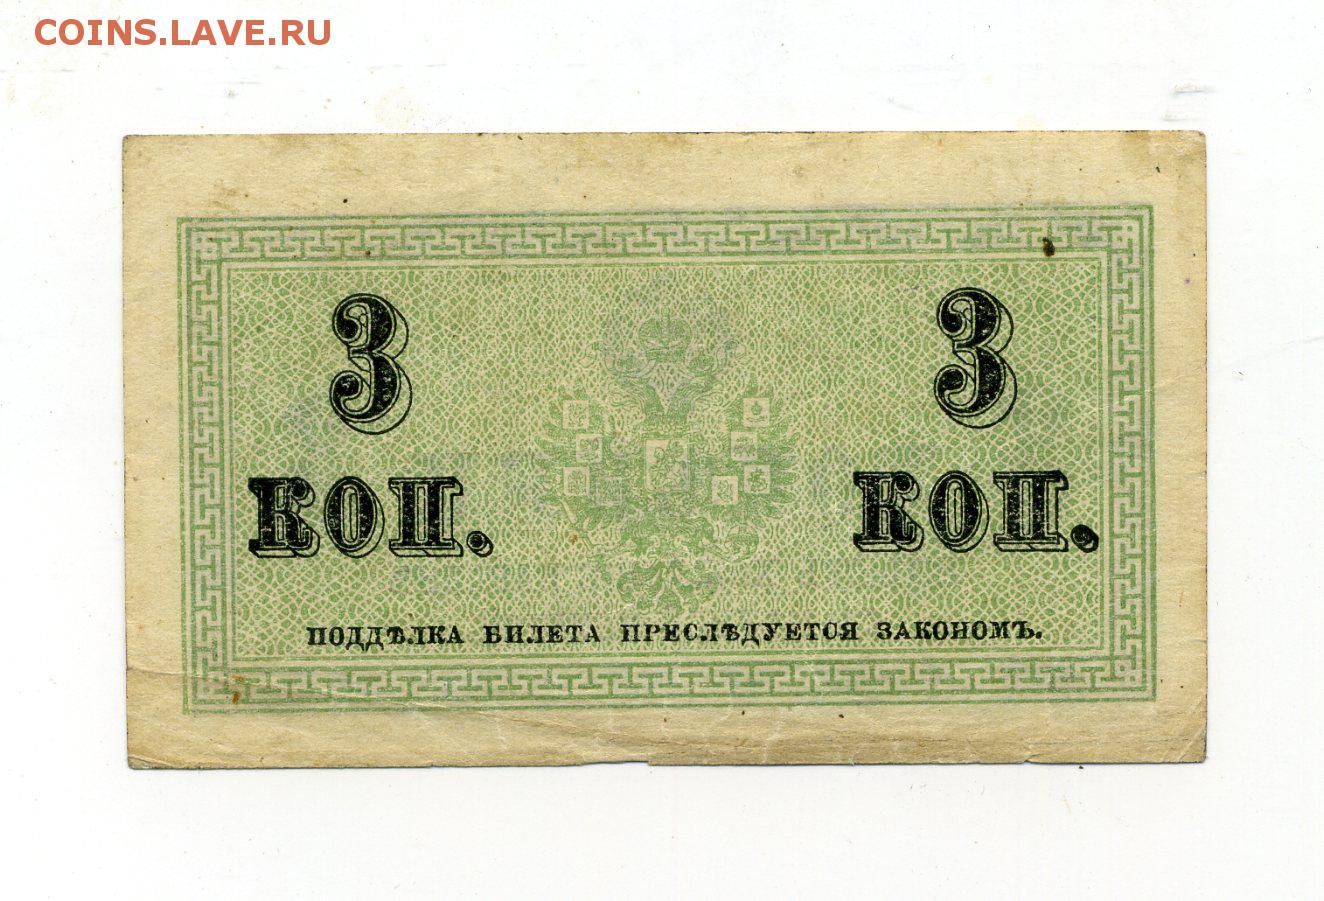 COINS.LAVE.RU
3 3
КОП. КОП.
ПОДДѢЛКА БИЛЕТА ПРЕСЛѢДУЕТСЯ ЗАКОНОМЪ.